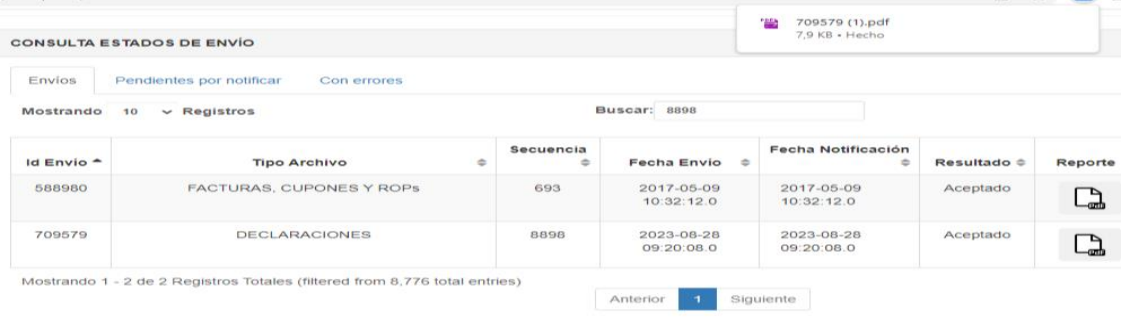 709579 (1).pdf
7,9 KB • Hecho
CONSULTA ESTADOS DE ENVÍO
Envíos Pendientes por notificar Con errores
Mostrando 10 Registros Buscar: 8898
Id Envio Tipo Archivo Secuencia Fecha Envio Fecha Notificación Resultado Reporte
588980 FACTURAS, CUPONES Y ROPs 693 2017-05-09 2017-05-09 Aceptado
10:32:12.0 10:32:12.0
Pdf
709579 DECLARACIONES 8898 2023-08-28 2023-08-28 Aceptado
09:20:08.0 09:20:08.0
Pdf
Mostrando 1 - 2 de 2 Registros Totales (filtered from 8,776 total entries)
Anterior 1 Siguiente